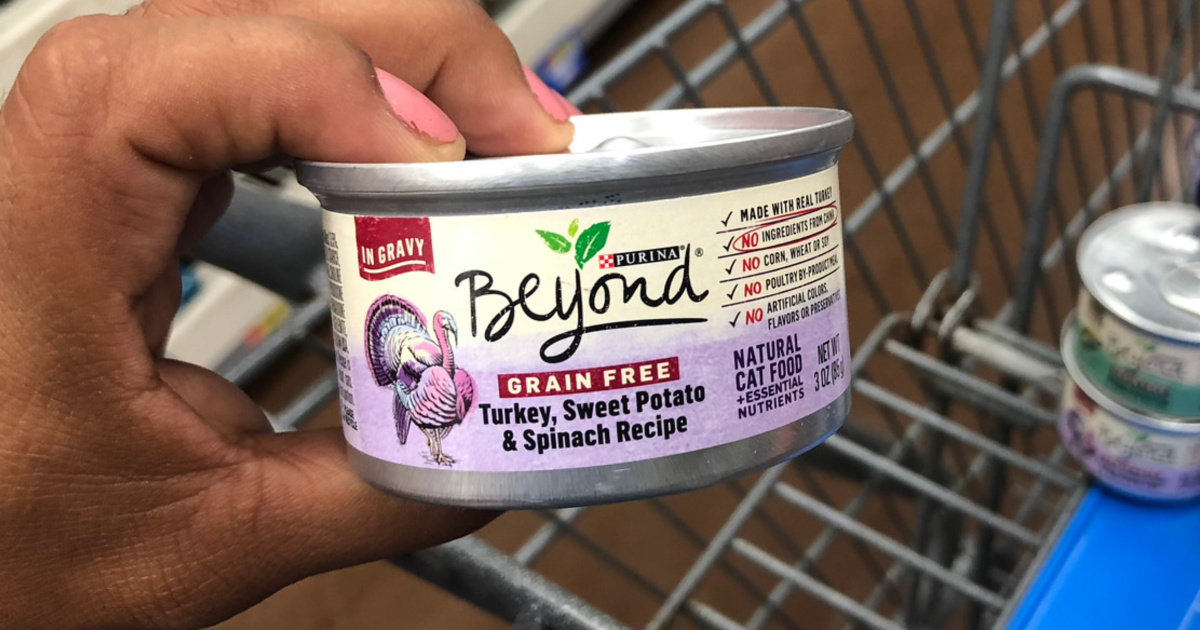 IN GRAVY
PURINA®
Beyond®
GRAIN FREE
Turkey, Sweet Potato
& Spinach Recipe
✓ MADE WITH REAL TURKEY
✓ NO INGREDIENTS FROM CHINA
✓ NO CORN, WHEAT OR SOY
✓ NO POULTRY BY-PRODUCT MEAL
✓ NO ARTIFICIAL COLORS,
FLAVORS OR PRESERVATIVES
NATURAL
CAT FOOD
+ESSENTIAL
NUTRIENTS
NET WT
3 OZ (85 g)
Beyond
Beyond